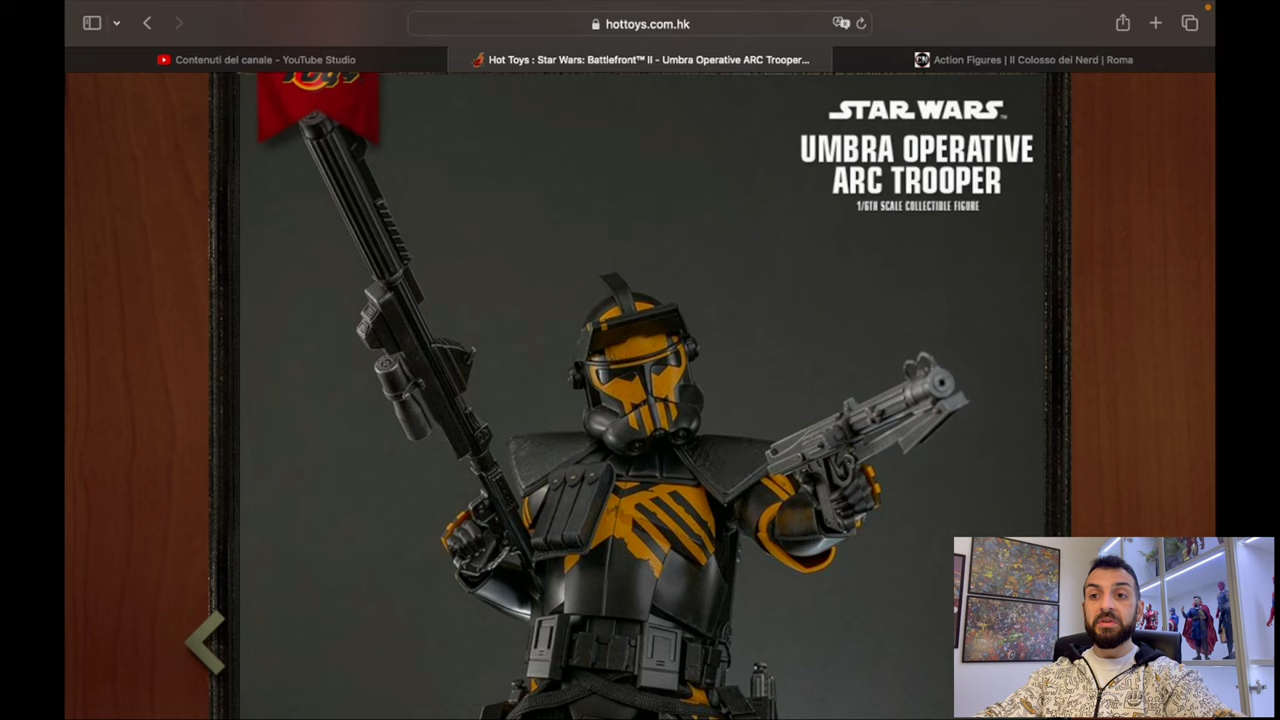 hottoys.com.hk
Contenuti del canale - YouTube Studio
Hot Toys : Star Wars: Battlefront™ II - Umbra Operative ARC Trooper...
Action Figures | Il Colosso dei Nerd | Roma
STAR WARS™
UMBRA OPERATIVE
ARC TROOPER
1/6TH SCALE COLLECTIBLE FIGURE